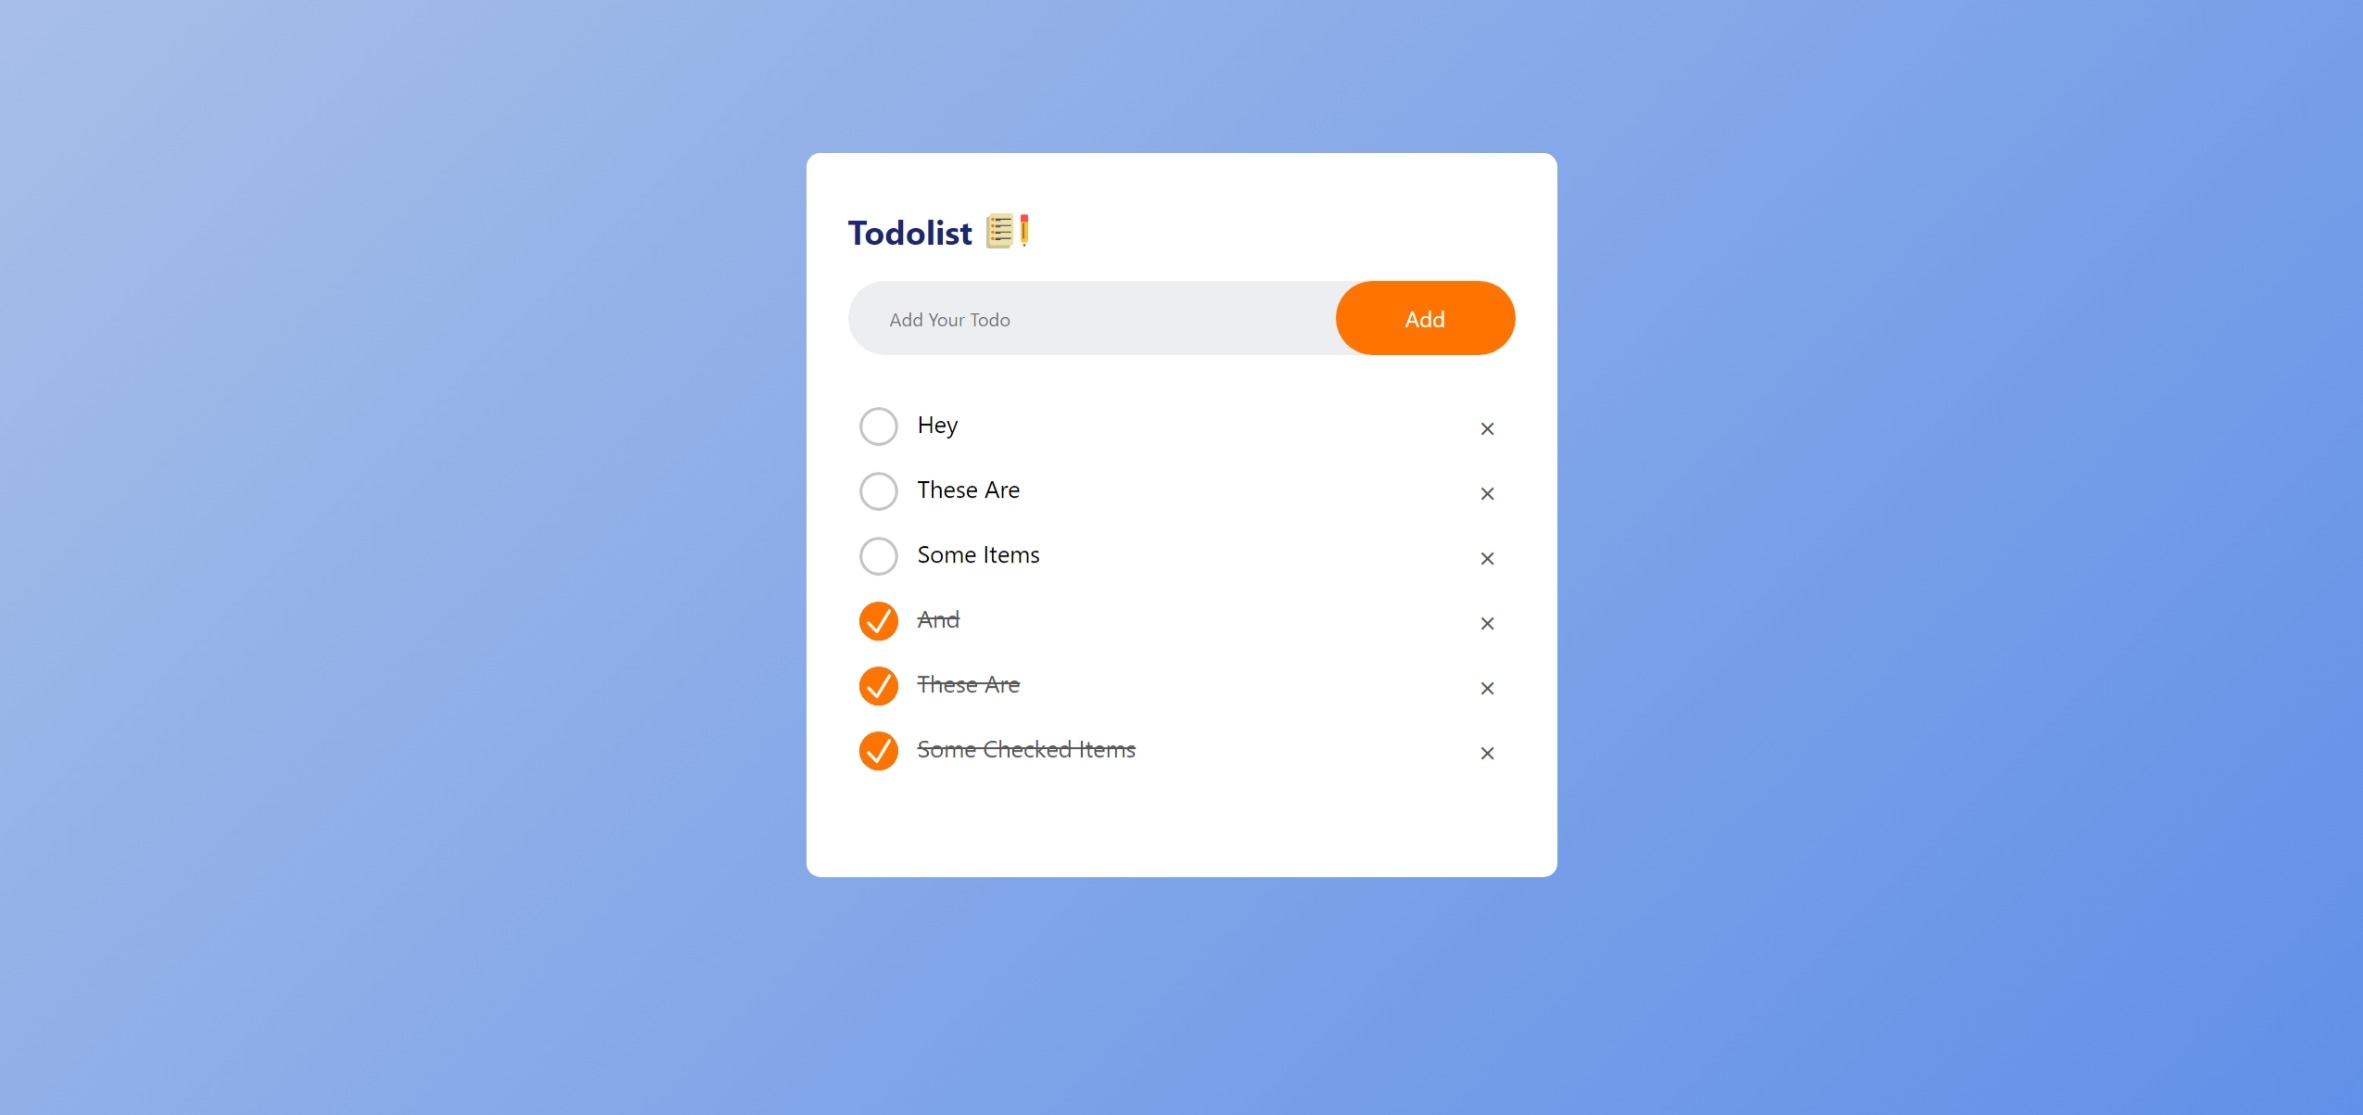 Todolist
Add Your Todo
Add
Hey
These Are
Some Items
And
These Are
Some Checked Items